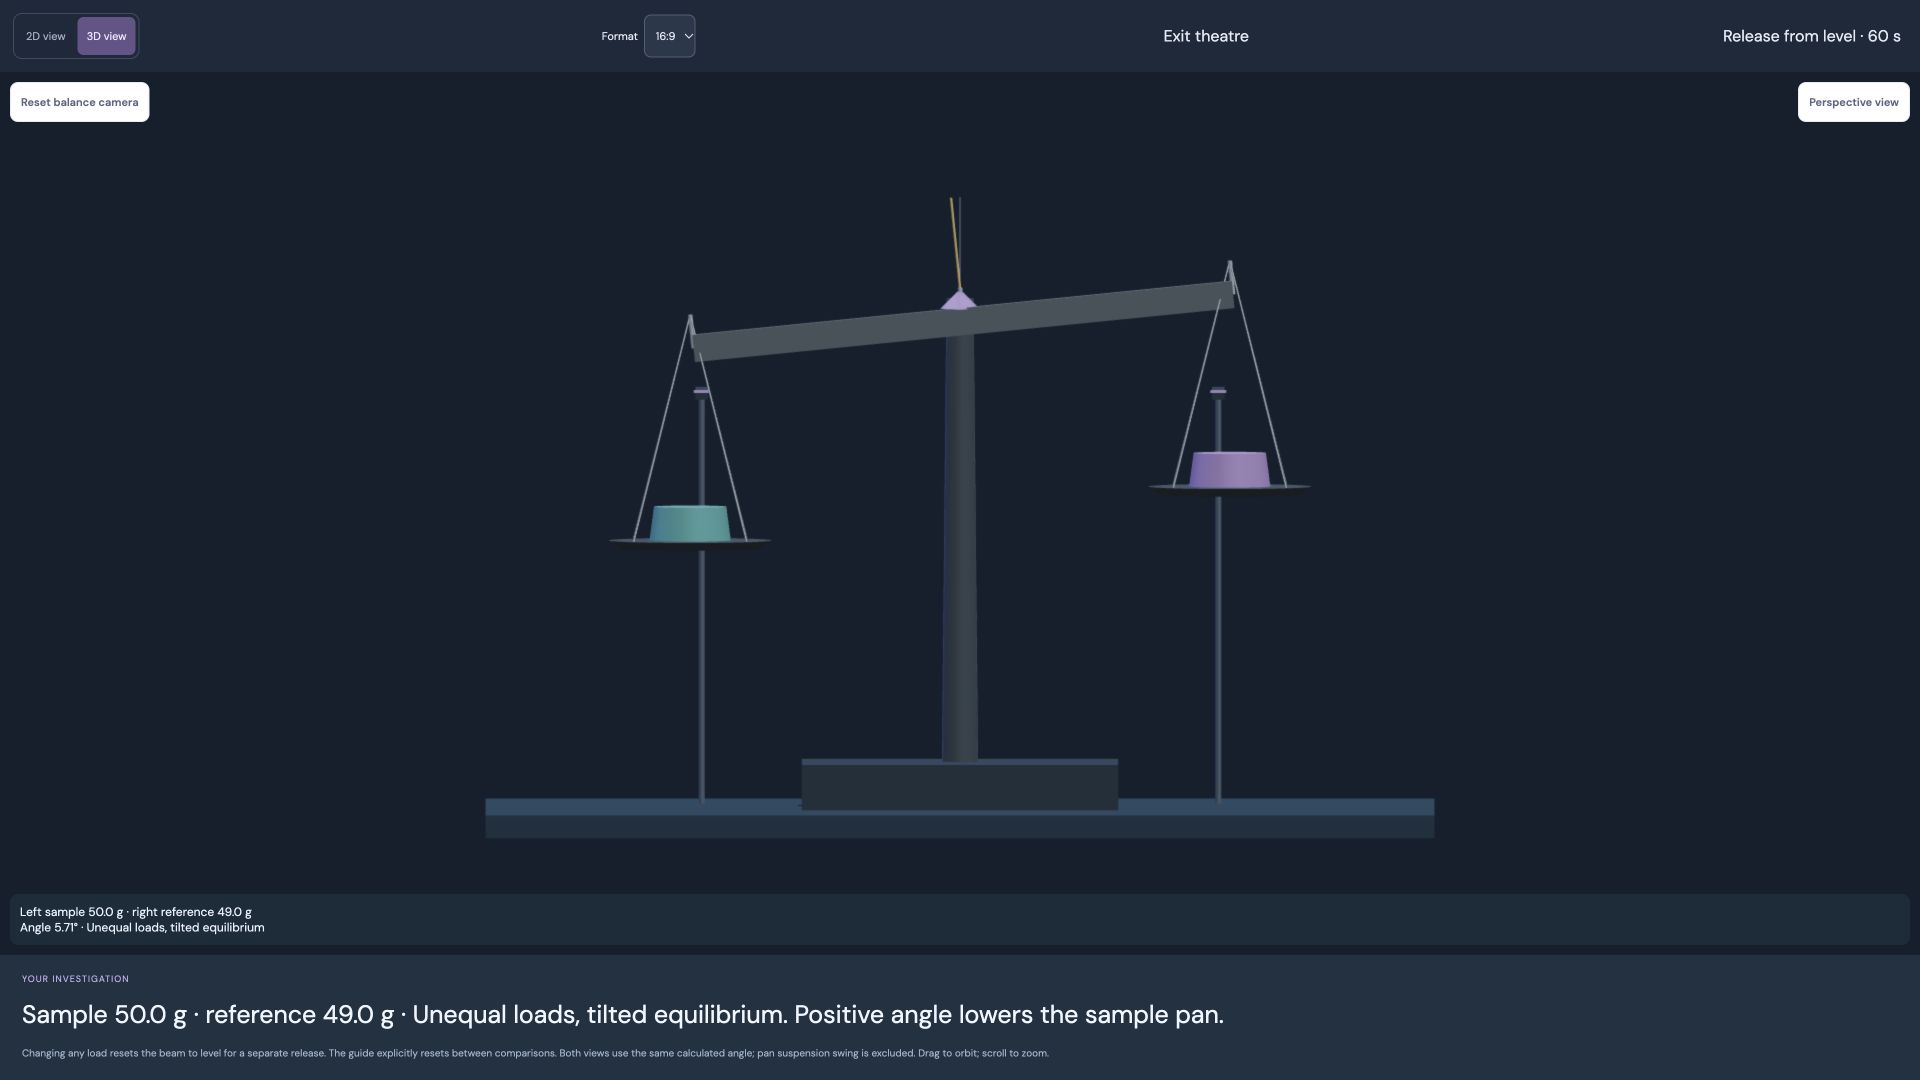 2D view
3D view
Format
16:9
Exit theatre
Release from level · 60 s
Reset balance camera
Perspective view
Left sample 50.0 g · right reference 49.0 g
Angle 5.71° · Unequal loads, tilted equilibrium
YOUR INVESTIGATION
Sample 50.0 g · reference 49.0 g · Unequal loads, tilted equilibrium. Positive angle lowers the sample pan.
Changing any load resets the beam to level for a separate release. The guide explicitly resets between comparisons. Both views use the same calculated angle; pan suspension swing is excluded. Drag to orbit; scroll to zoom.